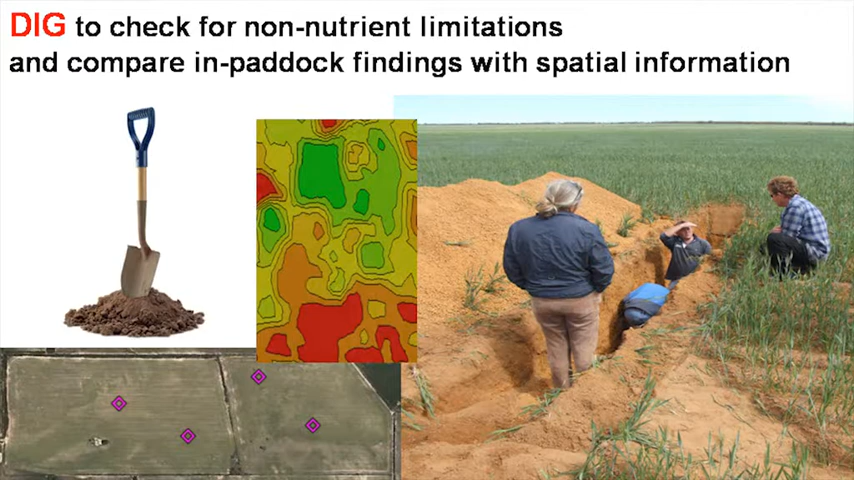 DIG to check for non-nutrient limitations
and compare in-paddock findings with spatial information